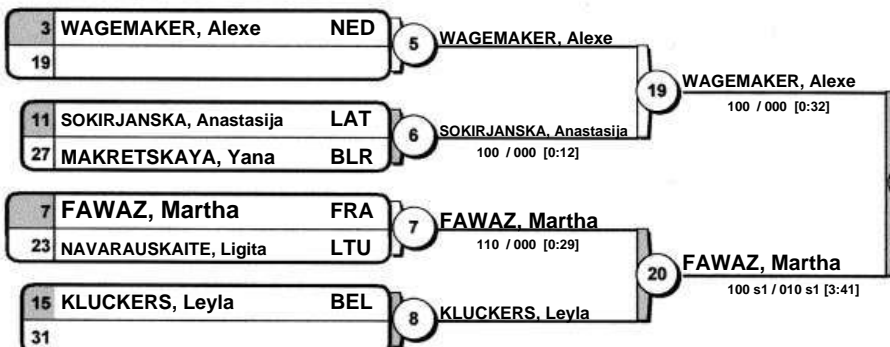 3 WAGEMAKER, Alexe NED
19
5
WAGEMAKER, Alexe
11 SOKIRJANSKA, Anastasija LAT
27 MAKRETSKAYA, Yana BLR
6
SOKIRJANSKA, Anastasija
100 / 000 [0:12]
19
WAGEMAKER, Alexe
100 / 000 [0:32]
7 FAWAZ, Martha FRA
23 NAVARAUSKAITE, Ligita LTU
7
FAWAZ, Martha
110 / 000 [0:29]
15 KLUCKERS, Leyla BEL
31
8
KLUCKERS, Leyla
20
FAWAZ, Martha
100 s1 / 010 s1 [3:41]